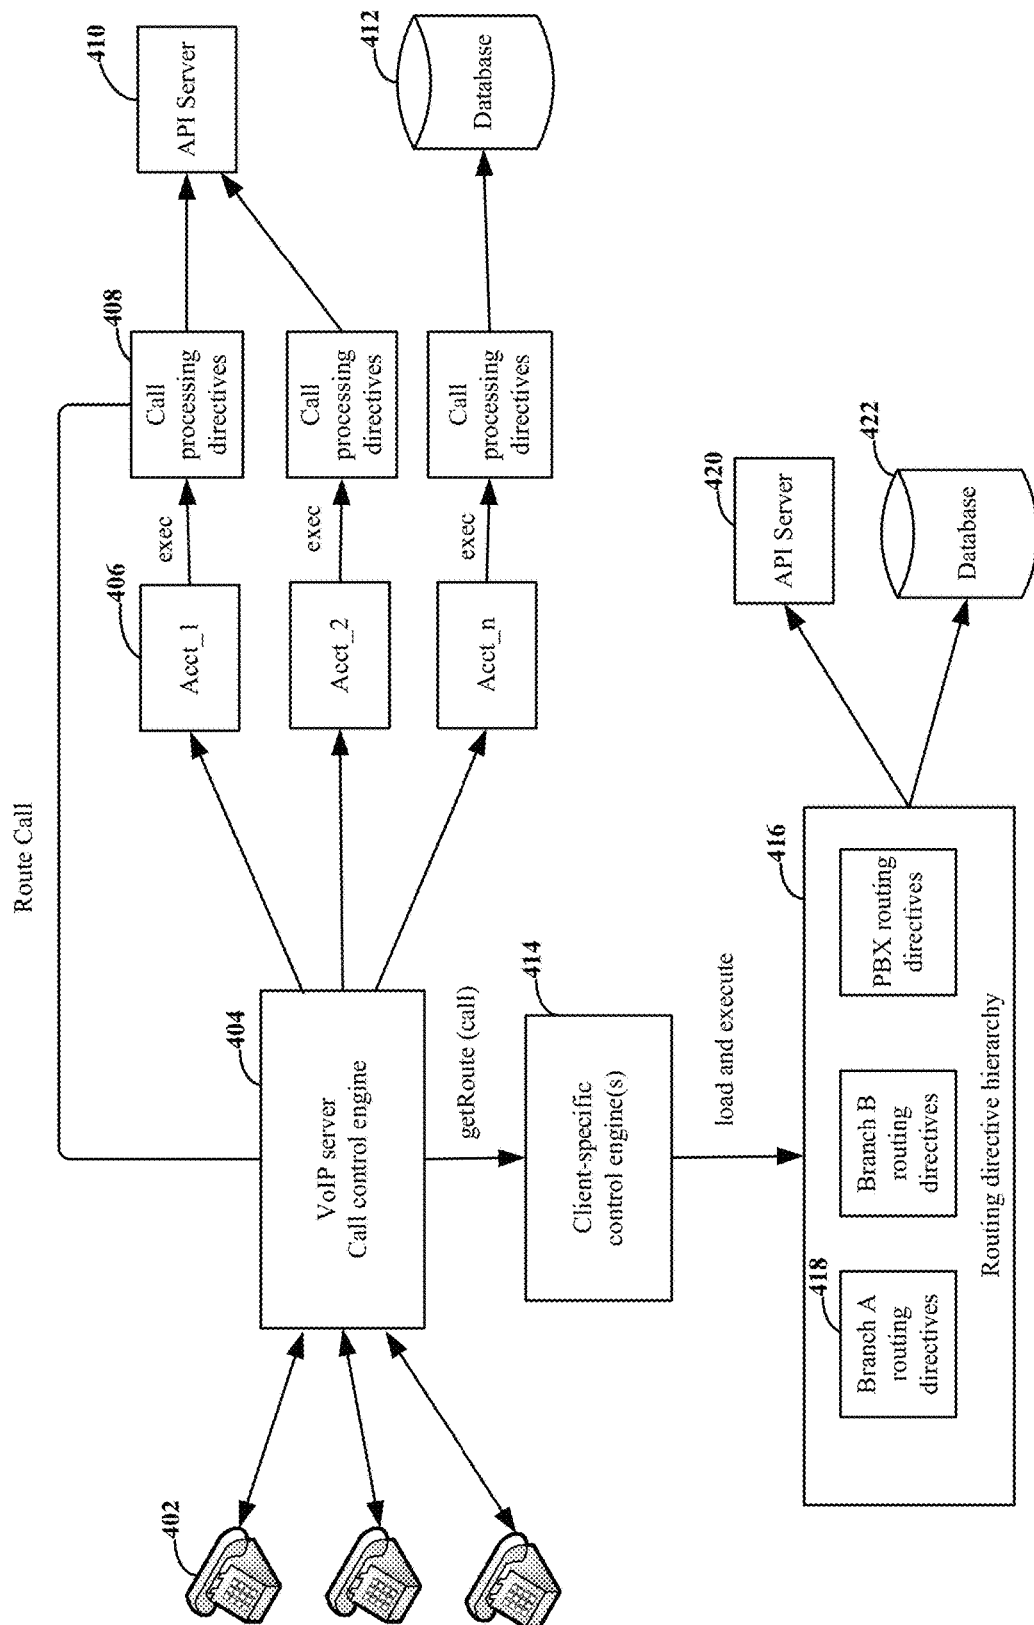 Route Call
402
404
VoIP server
Call control engine
406
Acct_1
exec
408
Call
processing
directives
410
API Server
Acct_2
exec
Call
processing
directives
Acct_n
exec
Call
processing
directives
412
Database
getRoute (call)
414
Client-specific
control engine(s)
load and execute
416
418
Branch A
routing
directives
Branch B
routing
directives
PBX routing
directives
Routing directive hierarchy
420
API Server
422
Database